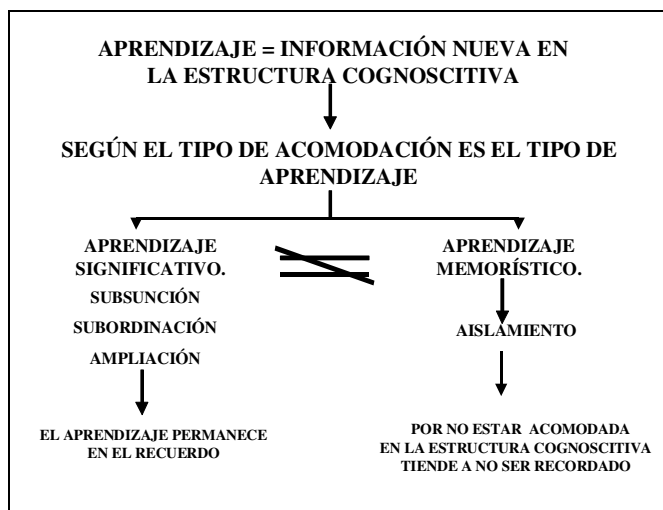 APRENDIZAJE = INFORMACIÓN NUEVA EN
LA ESTRUCTURA COGNOSCITIVA
SEGÚN EL TIPO DE ACOMODACIÓN ES EL TIPO DE
APRENDIZAJE
APRENDIZAJE
SIGNIFICATIVO.
SUBSUNCIÓN
SUBORDINACIÓN
AMPLIACIÓN
EL APRENDIZAJE PERMANECE
EN EL RECUERDO
APRENDIZAJE
MEMORÍSTICO.
AISLAMIENTO
POR NO ESTAR ACOMODADA
EN LA ESTRUCTURA COGNOSCITIVA
TIENDE A NO SER RECORDADO